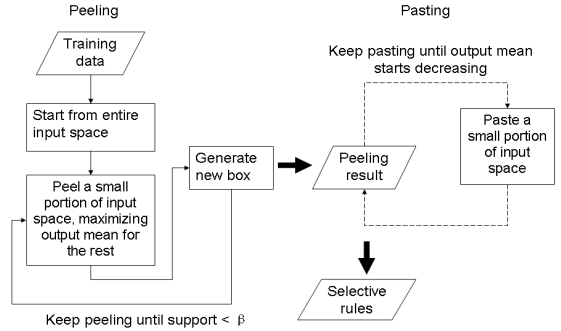 Peeling
Pasting
Training
data
Start from entire
input space
Peel a small
portion of input
space, maximizing
output mean for
the rest
Generate
new box
Keep peeling until support < β
Keep pasting until output mean
starts decreasing
Peeling
result
Paste a
small portion
of input
space
Selective
rules